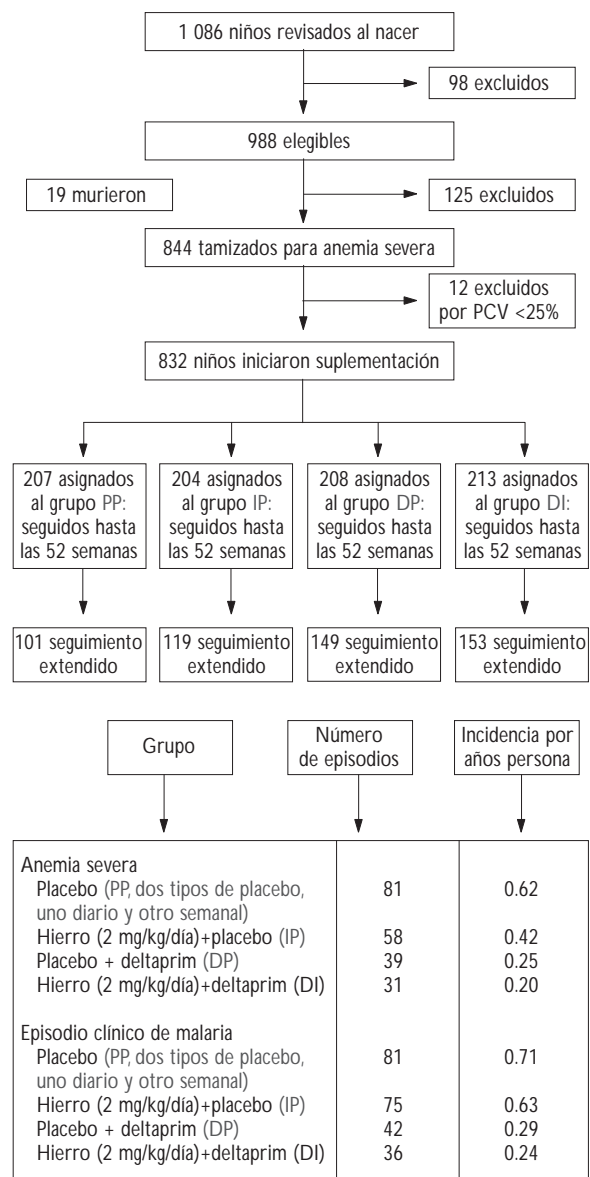 1 086 niños revisados al nacer
98 excluidos
988 elegibles
19 murieron
125 excluidos
844 tamizados para anemia severa
12 excluidos
por PCV <25%
832 niños iniciaron suplementación
207 asignados
al grupo PP:
seguidos hasta
las 52 semanas
204 asignados
al grupo IP:
seguidos hasta
las 52 semanas
208 asignados
al grupo DP:
seguidos hasta
las 52 semanas
213 asignados
al grupo DI:
seguidos hasta
las 52 semanas
101 seguimiento
extendido
119 seguimiento
extendido
149 seguimiento
extendido
153 seguimiento
extendido
Grupo
Número
de episodios
Incidencia por
años persona
Anemia severa
Placebo (PP, dos tipos de placebo, 81 0.62
uno diario y otro semanal)
Hierro (2 mg/kg/día)+placebo (IP) 58 0.42
Placebo + deltaprim (DP) 39 0.25
Hierro (2 mg/kg/día)+deltaprim (DI) 31 0.20
Episodio clínico de malaria
Placebo (PP, dos tipos de placebo, 81 0.71
uno diario y otro semanal)
Hierro (2 mg/kg/día)+placebo (IP) 75 0.63
Placebo + deltaprim (DP) 42 0.29
Hierro (2 mg/kg/día)+deltaprim (DI) 36 0.24